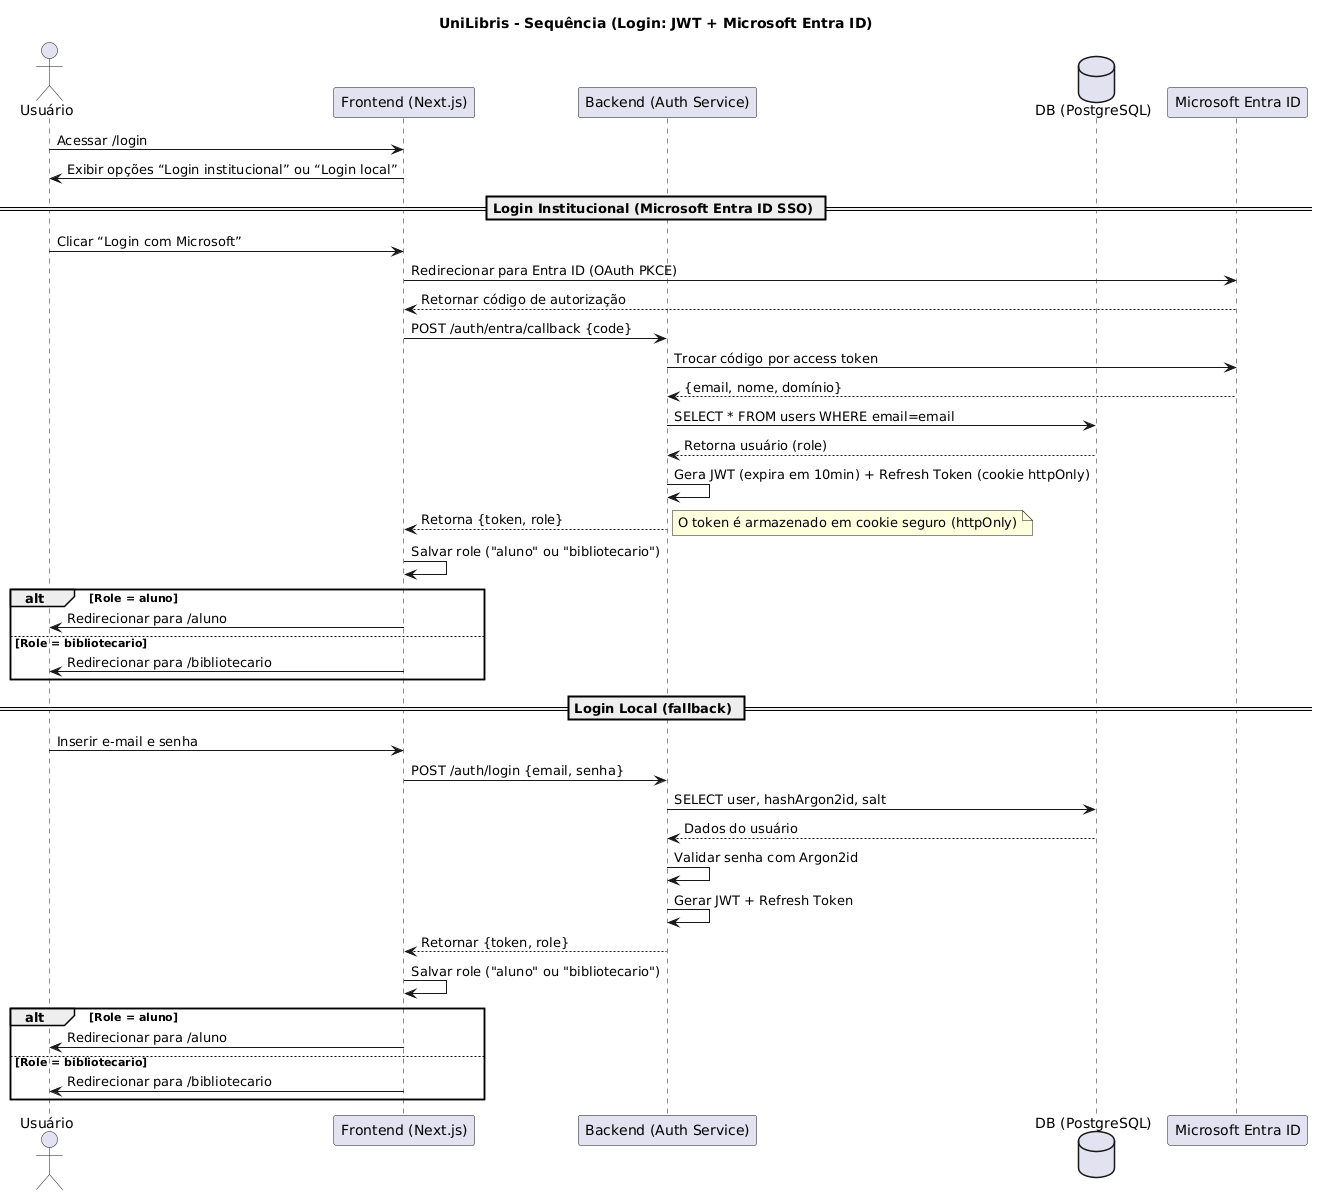 UniLibris - Sequência (Login: JWT + Microsoft Entra ID)
Usuário
Frontend (Next.js)
Backend (Auth Service)
DB (PostgreSQL)
Microsoft Entra ID
Acessar /login
Exibir opções “Login institucional” ou “Login local”
Login Institucional (Microsoft Entra ID SSO)
Clicar “Login com Microsoft”
Redirecionar para Entra ID (OAuth PKCE)
Retornar código de autorização
POST /auth/entra/callback {code}
Trocar código por access token
{email, nome, domínio}
SELECT * FROM users WHERE email=email
Retorna usuário (role)
Gera JWT (expira em 10min) + Refresh Token (cookie httpOnly)
Retorna {token, role}
O token é armazenado em cookie seguro (httpOnly)
Salvar role ("aluno" ou "bibliotecario")
alt
[Role = aluno]
Redirecionar para /aluno
[Role = bibliotecario]
Redirecionar para /bibliotecario
Login Local (fallback)
Inserir e-mail e senha
POST /auth/login {email, senha}
SELECT user, hashArgon2id, salt
Dados do usuário
Validar senha com Argon2id
Gerar JWT + Refresh Token
Retornar {token, role}
Salvar role ("aluno" ou "bibliotecario")
alt
[Role = aluno]
Redirecionar para /aluno
[Role = bibliotecario]
Redirecionar para /bibliotecario
Usuário
Frontend (Next.js)
Backend (Auth Service)
DB (PostgreSQL)
Microsoft Entra ID